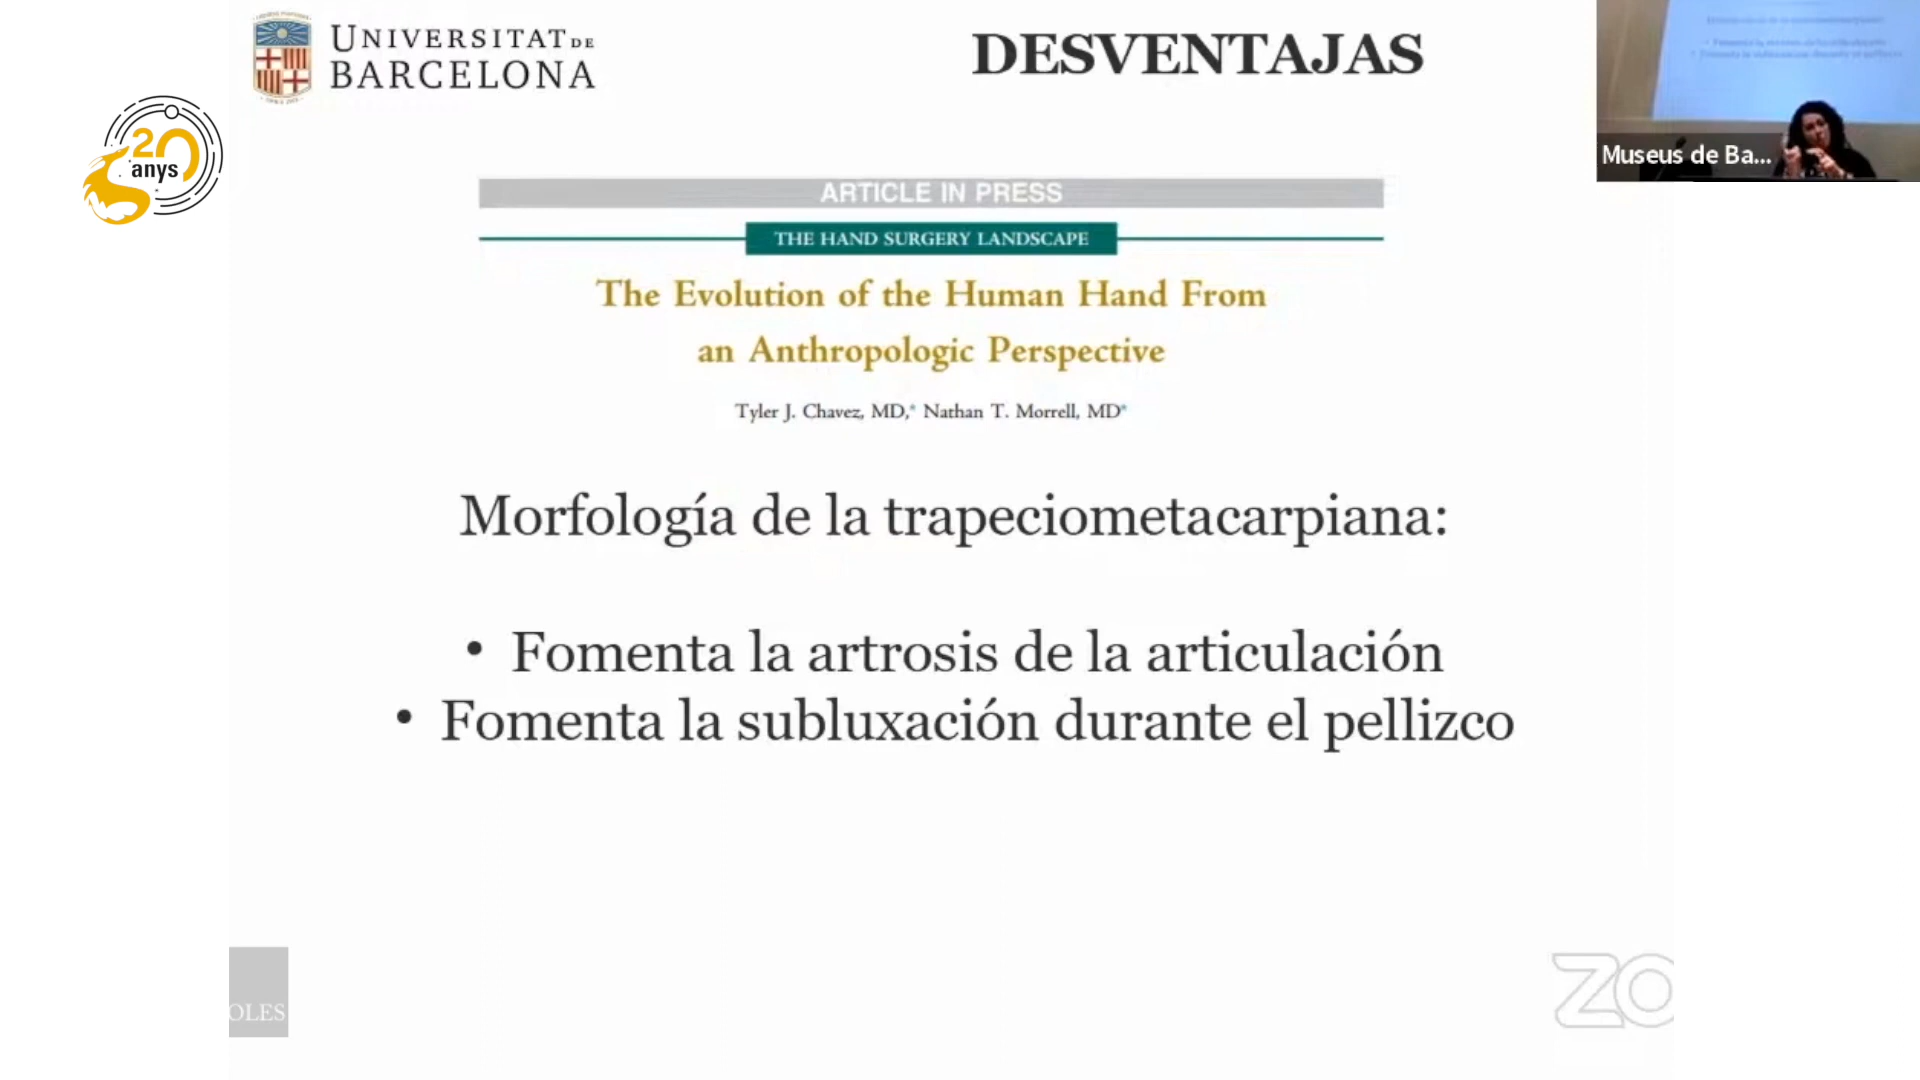 UNIVERSITAT DE
BARCELONA
DESVENTAJAS
20
anys
Museus de Ba...
ARTICLE IN PRESS
THE HAND SURGERY LANDSCAPE
The Evolution of the Human Hand From
an Anthropologic Perspective
Tyler J. Chavez, MD,* Nathan T. Morrell, MD*
Morfología de la trapeciometacarpiana:
• Fomenta la artrosis de la articulación
• Fomenta la subluxación durante el pellizco
OLES
ZO